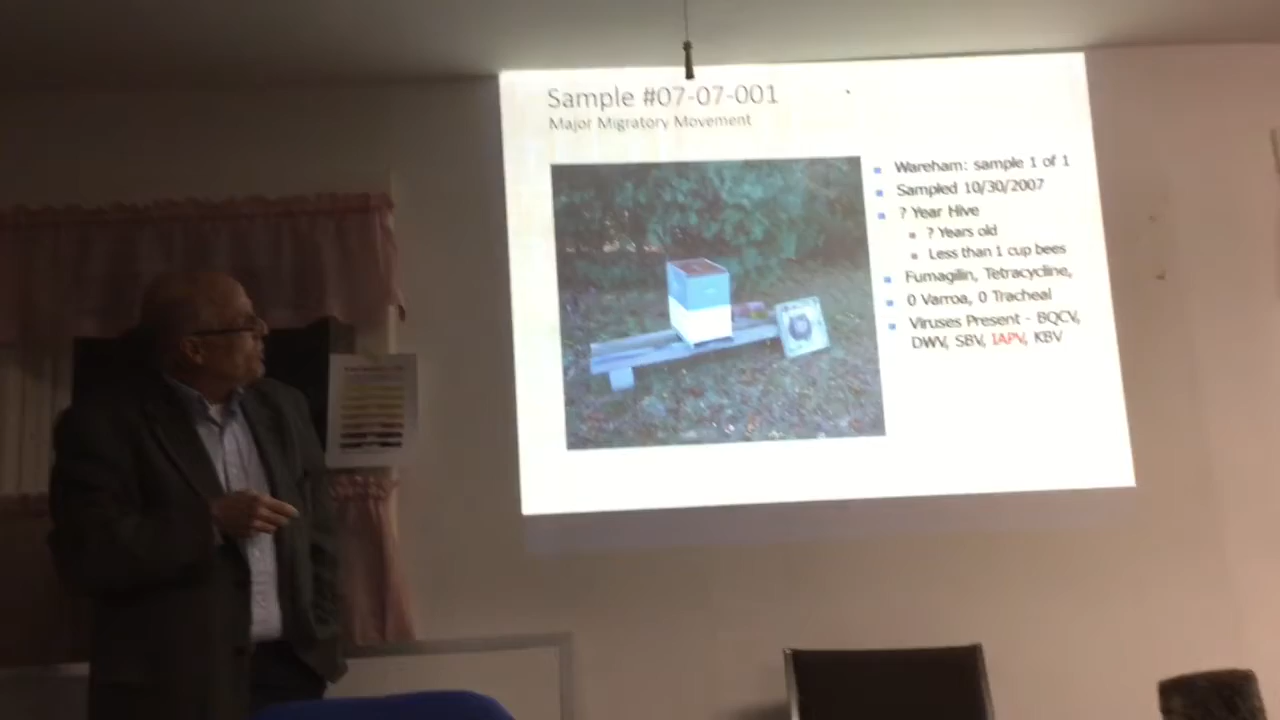 Sample #07-07-001
Major Migratory Movement
Wareham: sample 1 of 1
Sampled 10/30/2007
? Year Hive
? Years old
Less than 1 cup bees
Fumagilin, Tetracycline,
0 Varroa, 0 Tracheal
Viruses Present - BQCV,
DWV, SBV, IAPV, KBV